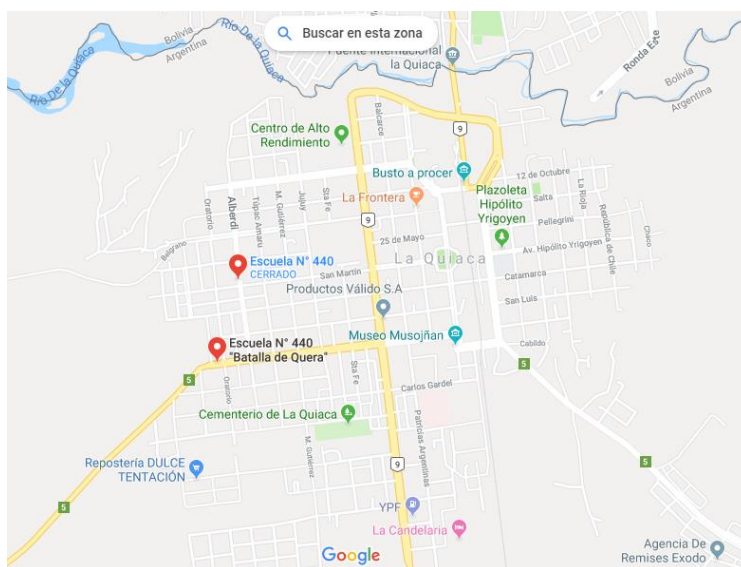 Buscar en esta zona
Bolivia
Argentina
Río De la Quiaca
Río De la Quiaca
Puente Internacional
la Quiaca
Ronda Este
Bolivia
Argentina
Balcarce
Centro de Alto
Rendimiento
9
Busto a procer
12 de Octubre
La Frontera
Plazoleta
Hipólito
Yrigoyen
Salta
La Rioja
República de Chile
Chaco
Pellegrini
Oratorio
Alberdi
Túpac Amaru
M. Gutiérrez
Jujuy
Sta Fe
9
25 de Mayo
Av. Hipólito Yrigoyen
Belgrano
La Quiaca
Escuela N° 440
CERRADO
San Martin
Catamarca
Productos Válido S.A
San Luis
Museo Musojñan
Cabildo
Escuela N° 440
"Batalla de Quera"
5
5
Oratorio
Sta Fe
Carlos Gardel
Cementerio de La Quiaca
Patricias Argentinas
M. Gutiérrez
Repostería DULCE
TENTACIÓN
9
5
5
YPF
La Candelaria
Agencia De
Remises Exodo
Google